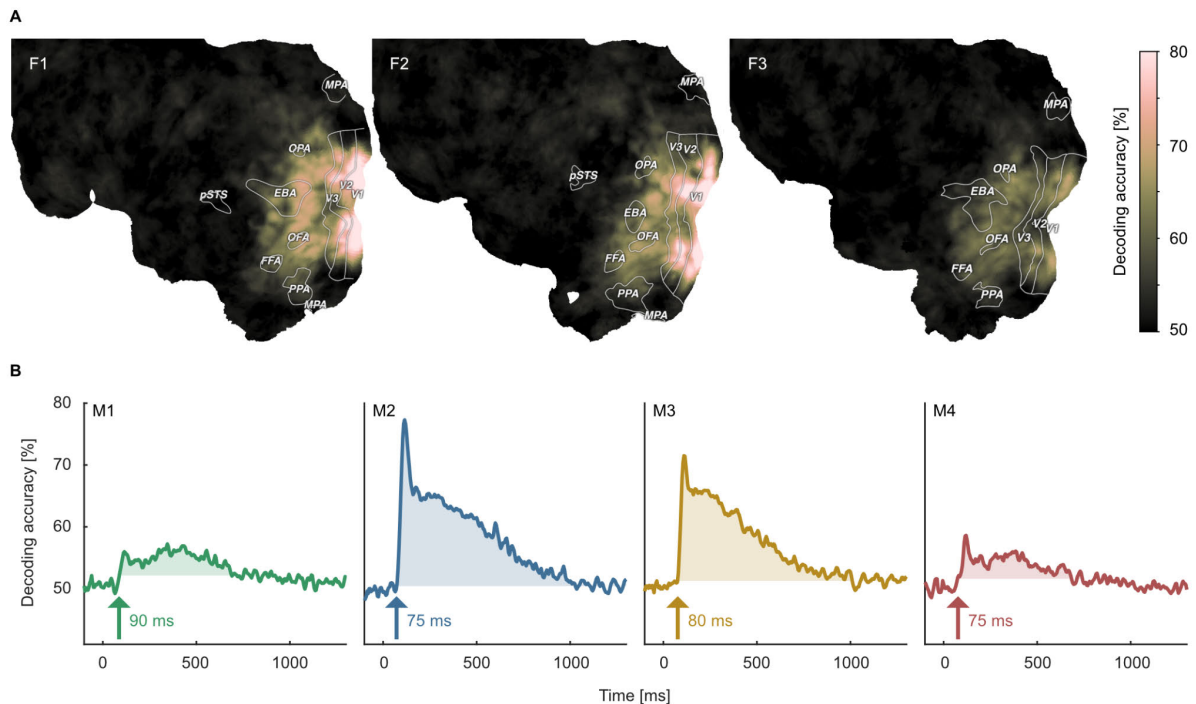 A
F1
MPA
OPA
pSTS
EBA
V2
V1
V3
OFA
FFA
PPA
MPA
F2
MPA
V3
V2
OPA
pSTS
V1
EBA
OFA
FFA
PPA
MPA
F3
MPA
OPA
EBA
V2
V1
V3
OFA
FFA
PPA
80
70
60
50
Decoding accuracy [%]
B
Decoding accuracy [%]
80
70
60
50
M1
90 ms
M2
75 ms
M3
80 ms
M4
75 ms
0 500 1000
0 500 1000
0 500 1000
0 500 1000
Time [ms]